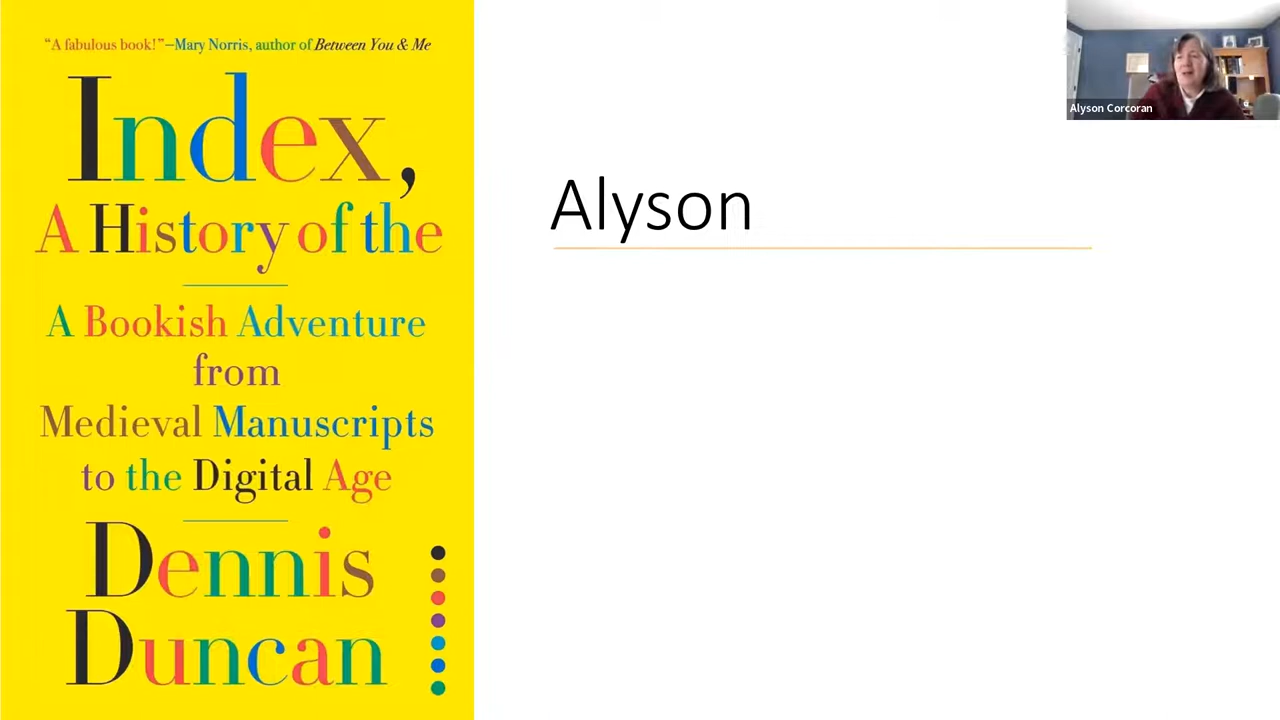 “A fabulous book!”—Mary Norris, author of Between You & Me
Index,
A History of the
A Bookish Adventure
from
Medieval Manuscripts
to the Digital Age
Dennis
Duncan
Alyson
Alyson Corcoran